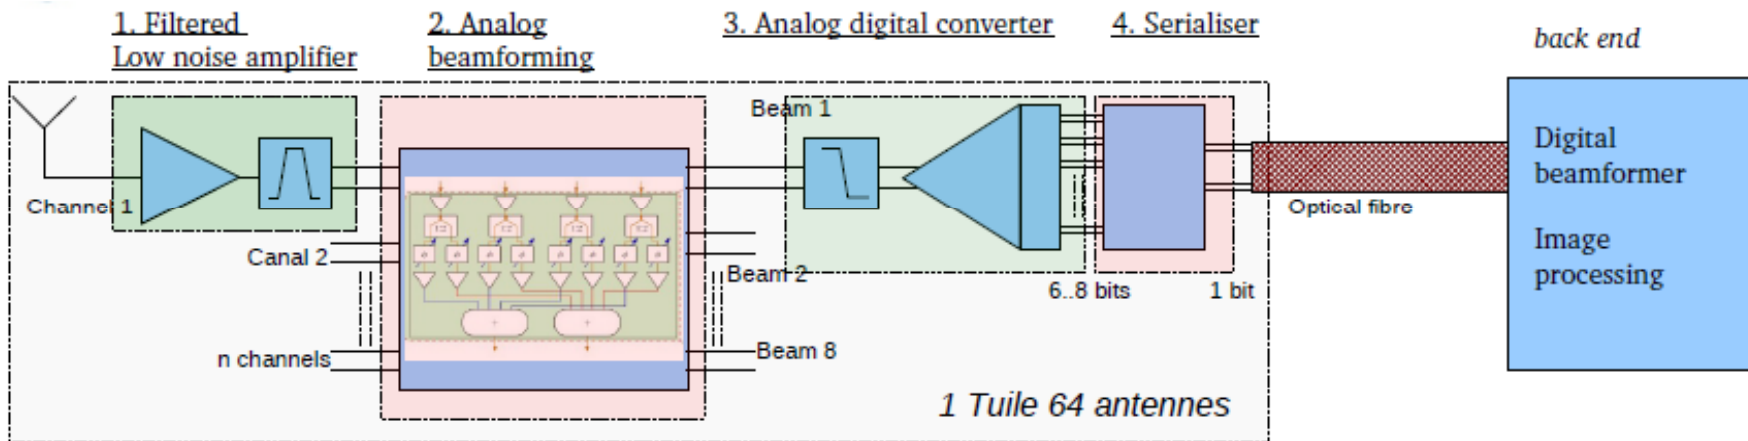 1. Filtered
Low noise amplifier
2. Analog
beamforming
3. Analog digital converter
4. Serialiser
back end
Channel 1
Canal 2
n channels
Beam 1
Beam 2
Beam 8
6..8 bits
1 bit
Optical fibre
Digital
beamformer
Image
processing
1 Tuile 64 antennes